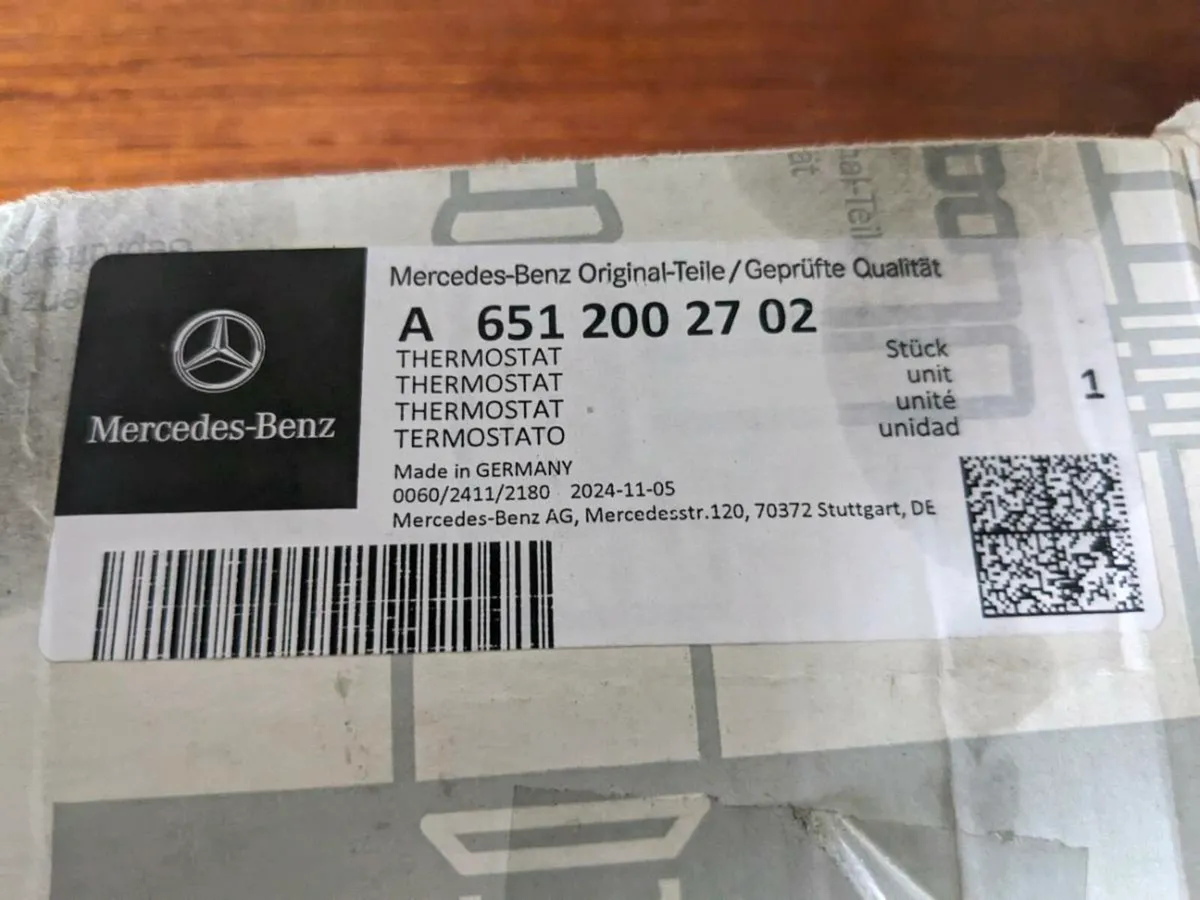 Mercedes-Benz
Mercedes-Benz Original-Teile/Geprüfte Qualität
A 651 200 27 02
THERMOSTAT
THERMOSTAT
THERMOSTAT
TERMOSTATO
Stück
unit
unité
unidad
1
Made in GERMANY
0060/2411/2180 2024-11-05
Mercedes-Benz AG, Mercedesstr.120, 70372 Stuttgart, DE